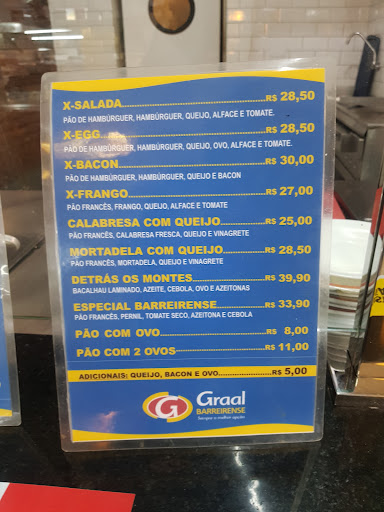 X-SALADA R$ 28,50
PÃO DE HAMBÚRGUER, HAMBÚRGUER, QUEIJO, ALFACE E TOMATE.
X-EGG R$ 28,50
PÃO DE HAMBÚRGUER, HAMBÚRGUER, QUEIJO, OVO, ALFACE E TOMATE.
X-BACON R$ 30,00
PÃO DE HAMBÚRGUER, HAMBÚRGUER, QUEIJO E BACON
X-FRANGO R$ 27,00
PÃO FRANCÊS, FRANGO, QUEIJO, ALFACE E TOMATE
CALABRESA COM QUEIJO R$ 25,00
PÃO FRANCÊS, CALABRESA FRESCA, QUEIJO E VINAGRETE
MORTADELA COM QUEIJO R$ 28,50
PÃO FRANCÊS, MORTADELA, QUEIJO E VINAGRETE
DETRÁS OS MONTES R$ 39,90
BACALHAU LAMINADO, AZEITE, CEBOLA, OVO E AZEITONAS
ESPECIAL BARREIRENSE R$ 33,90
PÃO FRANCÊS, PERNIL, TOMATE SECO, AZEITONA E CEBOLA
PÃO COM OVO R$ 8,00
PÃO COM 2 OVOS R$ 11,00
ADICIONAIS: QUEIJO, BACON E OVO R$ 5,00
G Graal
BARREIRENSE
Sempre a melhor opção